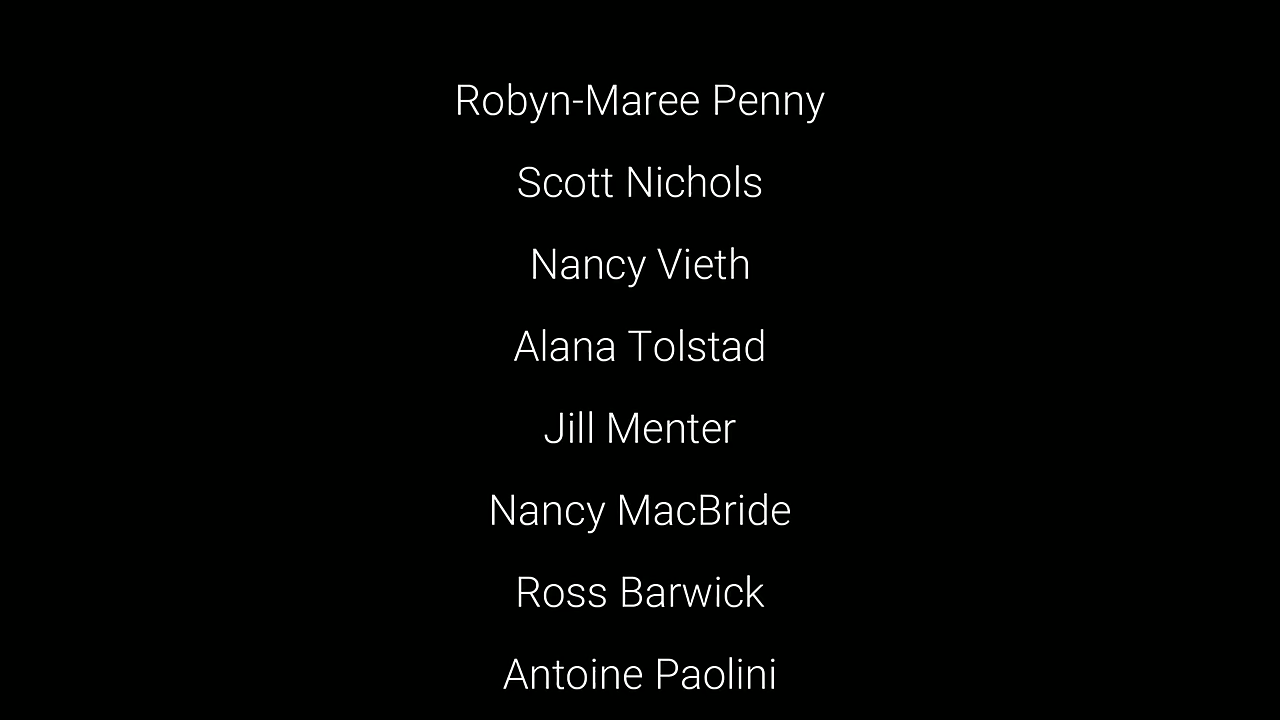 Robyn-Maree Penny
Scott Nichols
Nancy Vieth
Alana Tolstad
Jill Menter
Nancy MacBride
Ross Barwick
Antoine Paolini